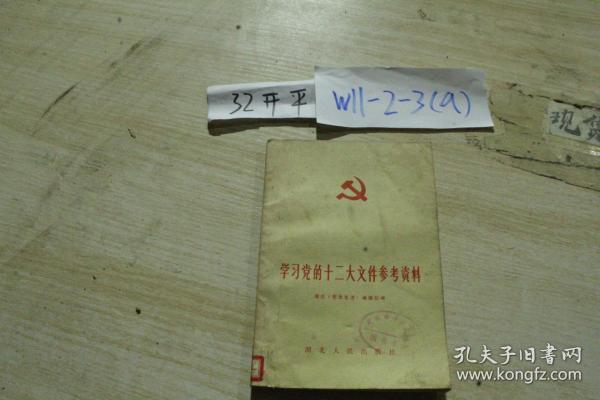 32开平
W11-2-3(a)
现货
学习党的十二大文件参考资料
湖北人民出版社
孔夫子旧书网
www.kongfz.com